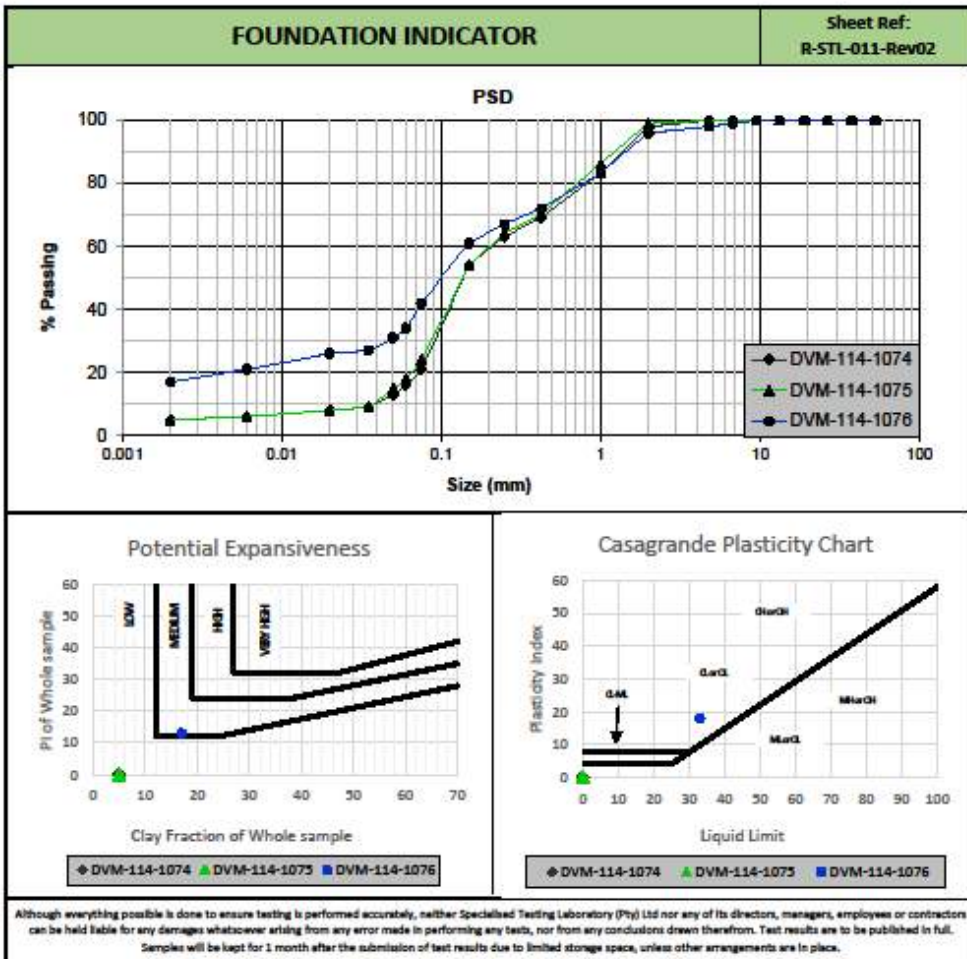 FOUNDATION INDICATOR
Sheet Ref:
R-STL-011-Rev02
PSD
100
80
60
40
20
0
% Passing
0.001
0.01
0.1
1
10
100
Size (mm)
DVM-114-1074
DVM-114-1075
DVM-114-1076
Potential Expansiveness
60
50
40
30
20
10
0
PI of Whole sample
LOW
MEDIUM
HIGH
VERY HIGH
0 10 20 30 40 50 60 70
Clay Fraction of Whole sample
DVM-114-1074 DVM-114-1075 DVM-114-1076
Casagrande Plasticity Chart
60
50
40
30
20
10
0
Plasticity Index
0 10 20 30 40 50 60 70 80 90 100
Liquid Limit
DVM-114-1074 DVM-114-1075 DVM-114-1076
Although everything possible is done to ensure testing is performed accurately, neither Specialised Testing Laboratory (Pty) Ltd nor any of its directors, managers, employees or contractors
can be held liable for any damages whatsoever arising from any error made in performing any tests, nor from any conclusions drawn therefrom. Test results are to be published in full.
Samples will be kept for 1 month after the submission of test results due to limited storage space, unless other arrangements are in place.